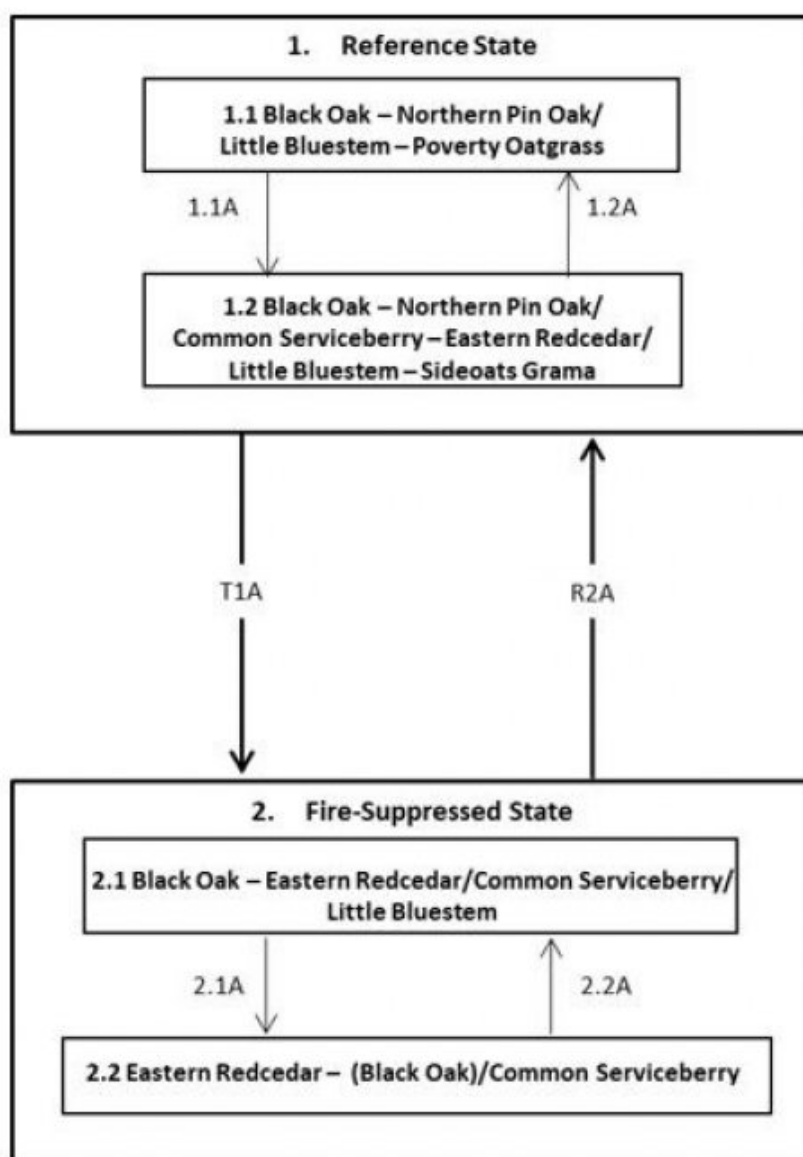 1. Reference State
1.1 Black Oak – Northern Pin Oak/
Little Bluestem – Poverty Oatgrass
1.1A
1.2A
1.2 Black Oak – Northern Pin Oak/
Common Serviceberry – Eastern Redcedar/
Little Bluestem – Sideoats Grama
T1A
R2A
2. Fire-Suppressed State
2.1 Black Oak – Eastern Redcedar/Common Serviceberry/
Little Bluestem
2.1A
2.2A
2.2 Eastern Redcedar – (Black Oak)/Common Serviceberry